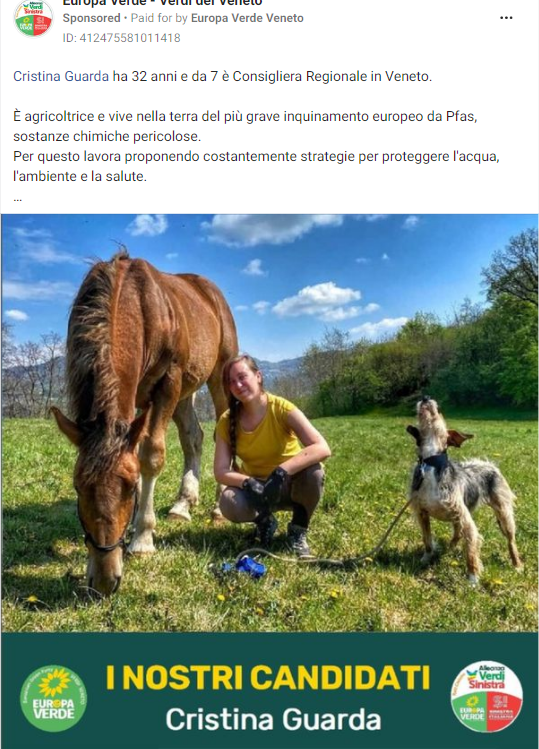 Europa Verde - Verdi del Veneto
Sponsored • Paid for by Europa Verde Veneto
ID: 412475581011418
Cristina Guarda ha 32 anni e da 7 è Consigliera Regionale in Veneto.
È agricoltrice e vive nella terra del più grave inquinamento europeo da Pfas,
sostanze chimiche pericolose.
Per questo lavora proponendo costantemente strategie per proteggere l'acqua,
l'ambiente e la salute.
...
I NOSTRI CANDIDATI
Cristina Guarda
EUROPA
VERDE
Alleanza
Verdi
Sinistra
EUROPA
VERDE